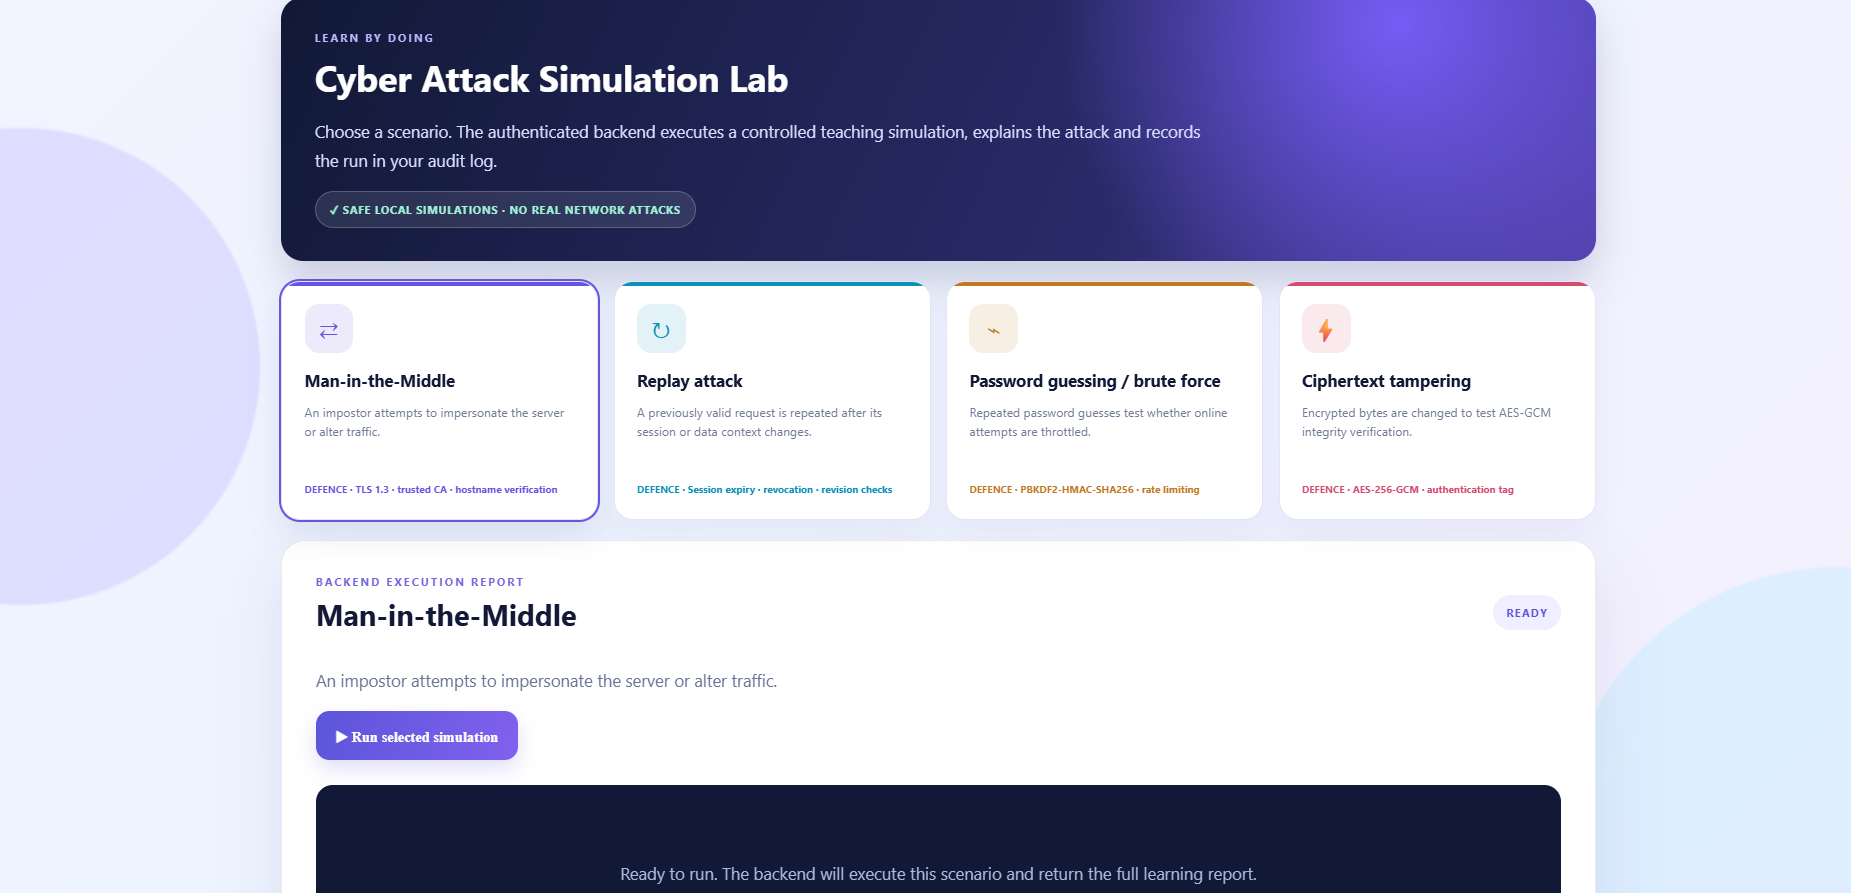 LEARN BY DOING
Cyber Attack Simulation Lab
Choose a scenario. The authenticated backend executes a controlled teaching simulation, explains the attack and records
the run in your audit log.
✓ SAFE LOCAL SIMULATIONS · NO REAL NETWORK ATTACKS
Man-in-the-Middle
An impostor attempts to impersonate the server
or alter traffic.
DEFENCE · TLS 1.3 · trusted CA · hostname verification
Replay attack
A previously valid request is repeated after its
session or data context changes.
DEFENCE · Session expiry · revocation · revision checks
Password guessing / brute force
Repeated password guesses test whether online
attempts are throttled.
DEFENCE · PBKDF2-HMAC-SHA256 · rate limiting
Ciphertext tampering
Encrypted bytes are changed to test AES-GCM
integrity verification.
DEFENCE · AES-256-GCM · authentication tag
BACKEND EXECUTION REPORT
Man-in-the-Middle
READY
An impostor attempts to impersonate the server or alter traffic.
▶ Run selected simulation
Ready to run. The backend will execute this scenario and return the full learning report.